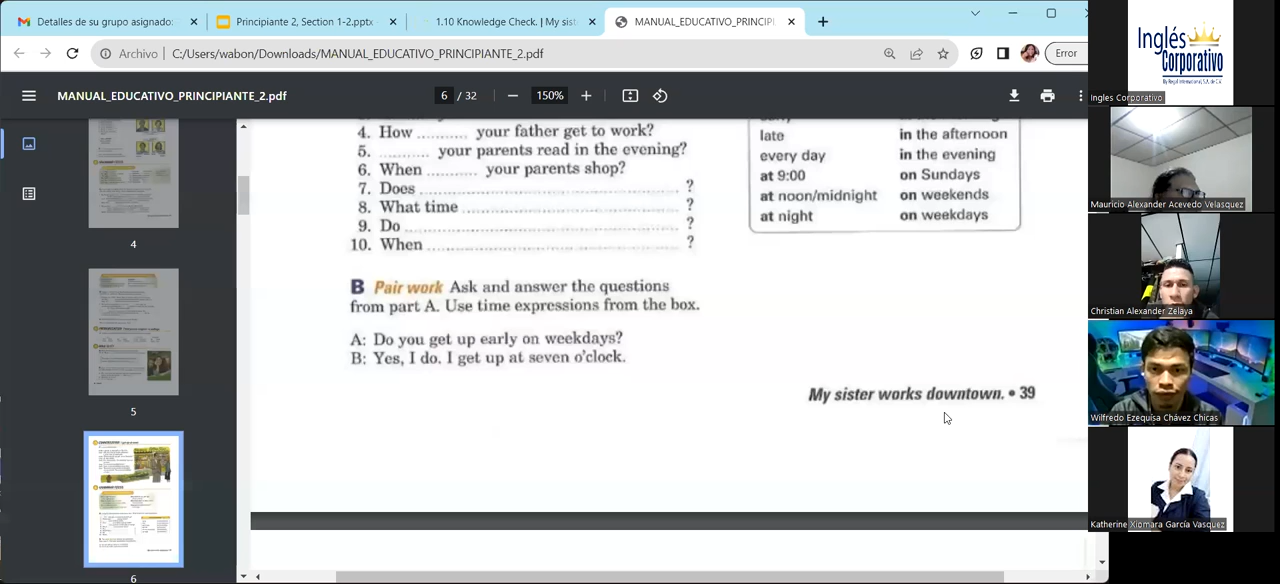 Detalles de su grupo asignado:
Principiante 2, Section 1-2.pptx
1.10 Knowledge Check. | My sist
MANUAL_EDUCATIVO_PRINCIPI
Archivo
C:/Users/wabon/Downloads/MANUAL_EDUCATIVO_PRINCIPIANTE_2.pdf
Error
MANUAL_EDUCATIVO_PRINCIPIANTE_2.pdf
6 / 32
150%
4
5
6
4. How .......... your father get to work?
5. .......... your parents read in the evening?
6. When .......... your parents shop?
7. Does .......... ?
8. What time .......... ?
9. Do .......... ?
10. When .......... ?
late in the afternoon
every day in the evening
at 9:00 on Sundays
at noon/midnight on weekends
at night on weekdays
B Pair work Ask and answer the questions
from part A. Use time expressions from the box.
A: Do you get up early on weekdays?
B: Yes, I do. I get up at seven o'clock.
My sister works downtown. • 39
Inglés
Corporativo
By Regal International, S.A. de C.V.
Ingles Corporativo
Mauricio Alexander Acevedo Velasquez
Christian Alexander Zelaya
Wilfredo Ezequisa Chávez Chicas
Katherine Xiomara García Vasquez